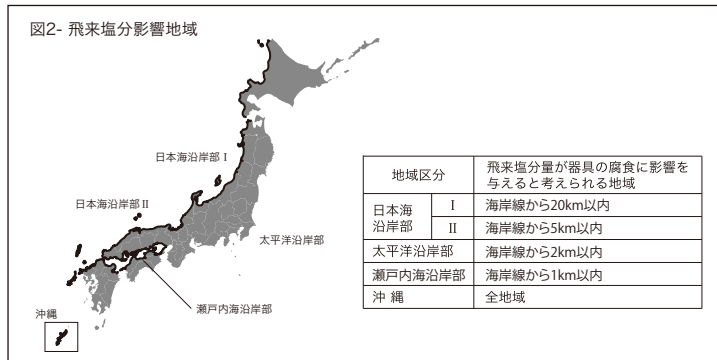 図2- 飛来塩分影響地域
日本海沿岸部 I
日本海沿岸部 II
太平洋沿岸部
瀬戸内海沿岸部
沖縄
地域区分
飛来塩分量が器具の腐食に影響を
与えると考えられる地域
日本海
沿岸部
I
海岸線から20km以内
II
海岸線から5km以内
太平洋沿岸部
海岸線から2km以内
瀬戸内海沿岸部
海岸線から1km以内
沖 縄
全地域